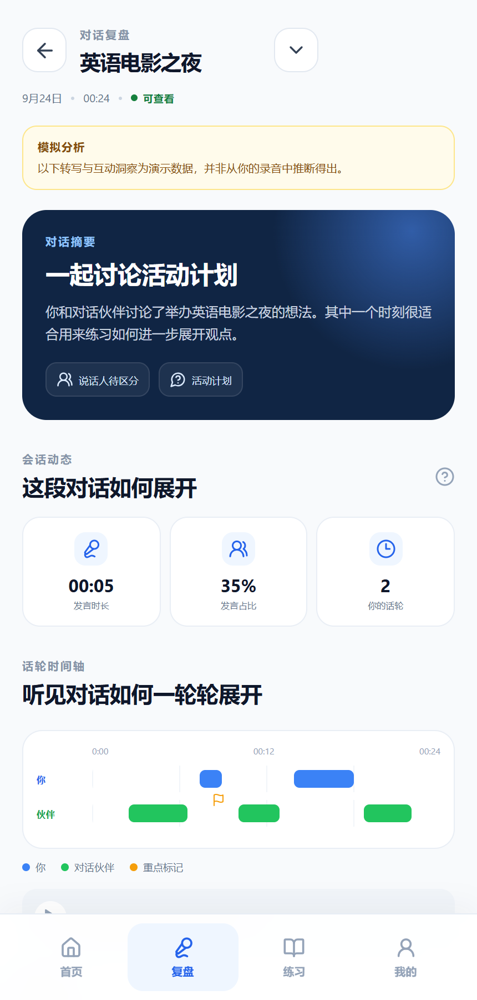 对话复盘
英语电影之夜
9月24日 • 00:24 • 可查看
模拟分析
以下转写与互动洞察为演示数据，并非从你的录音中推断得出。
对话摘要
一起讨论活动计划
你和对话伙伴讨论了举办英语电影之夜的想法。其中一个时刻很适
合用来练习如何进一步展开观点。
说话人待区分 活动计划
会话动态
这段对话如何展开
00:05 35% 2
发言时长 发言占比 你的话轮
话轮时间轴
听见对话如何一轮轮展开
0:00 00:12 00:24
你
伙伴
你 对话伙伴 重点标记
首页 复盘 练习 我的